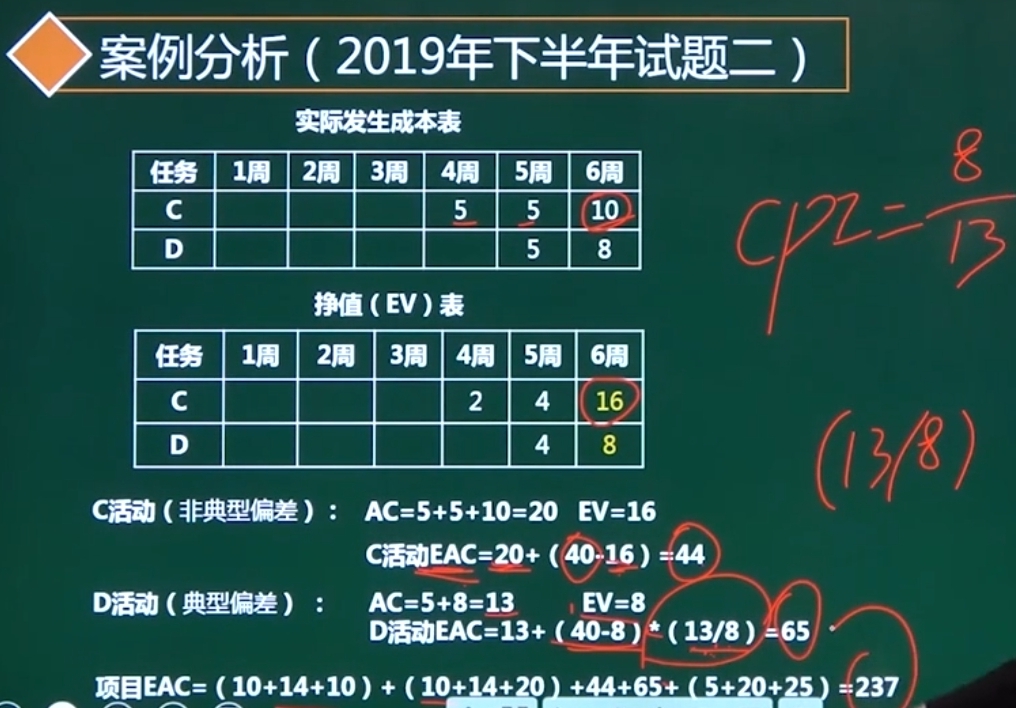 案例分析（2019年下半年试题二）
实际发生成本表
任务 1周 2周 3周 4周 5周 6周
C 5 5 10
D 5 8
CPI=8/13
挣值（EV）表
任务 1周 2周 3周 4周 5周 6周
C 2 4 16
D 4 8
(13/8)
C活动（非典型偏差）： AC=5+5+10=20 EV=16
C活动EAC=20+（40-16）=44
D活动（典型偏差）： AC=5+8=13 EV=8
D活动EAC=13+（40-8）*（13/8）=65
项目EAC=（10+14+10）+（10+14+20）+44+65+（5+20+25）=237